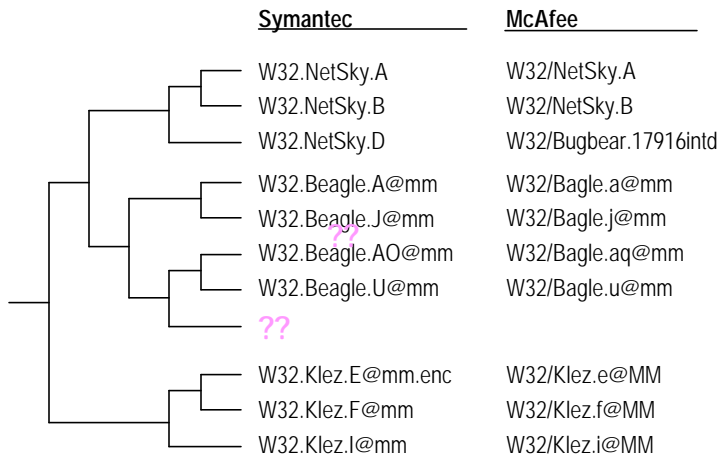 Symantec McAfee
W32.NetSky.A W32/NetSky.A
W32.NetSky.B W32/NetSky.B
W32.NetSky.D W32/Bugbear.17916intd
W32.Beagle.A@mm W32/Bagle.a@mm
W32.Beagle.J@mm W32/Bagle.j@mm
??
W32.Beagle.AO@mm W32/Bagle.aq@mm
W32.Beagle.U@mm W32/Bagle.u@mm
??
W32.Klez.E@mm.enc W32/Klez.e@MM
W32.Klez.F@mm W32/Klez.f@MM
W32.Klez.I@mm W32/Klez.i@MM